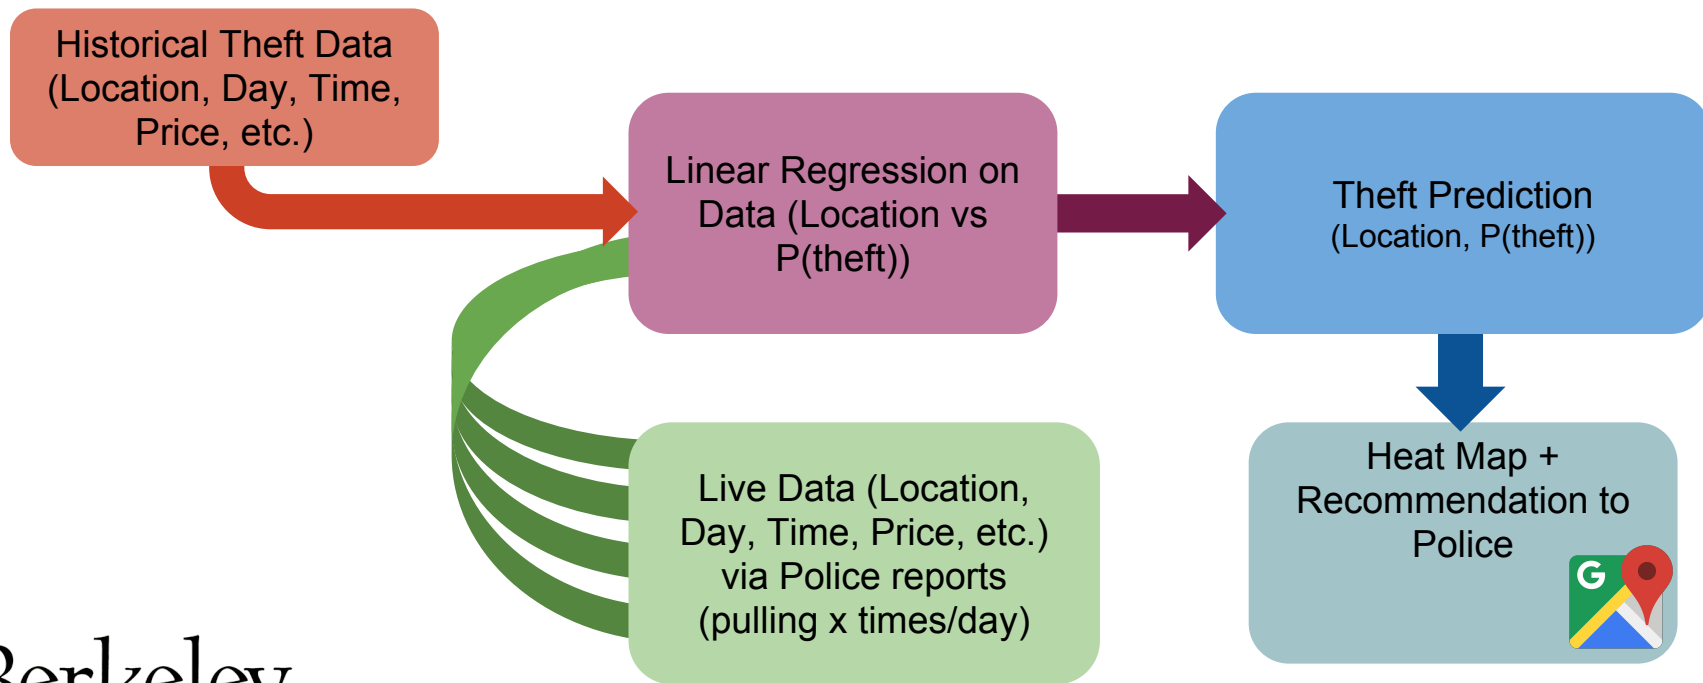 Historical Theft Data
(Location, Day, Time,
Price, etc.)
Linear Regression on
Data (Location vs
P(theft))
Theft Prediction
(Location, P(theft))
Live Data (Location,
Day, Time, Price, etc.)
via Police reports
(pulling x times/day)
Heat Map +
Recommendation to
Police
G
Berkeley